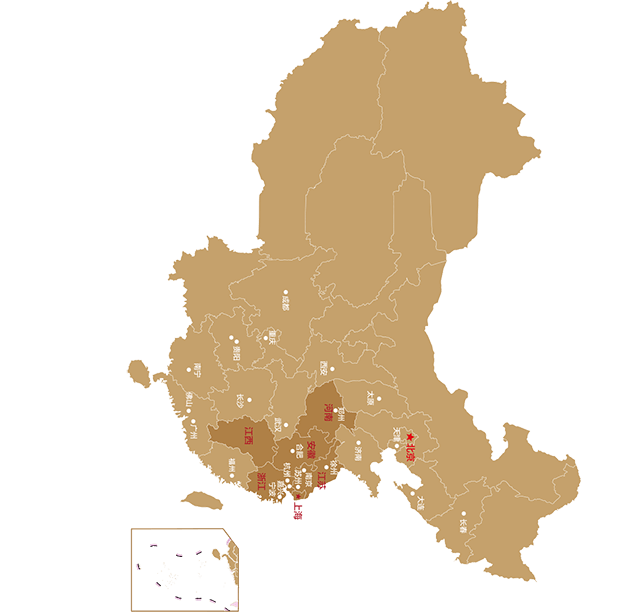 成都
重庆
贵阳
南宁
西安
长沙
佛山
广州
太原
郑州
河南
武汉
江西
北京
天津
济南
安徽
合肥
徐州
福州
杭州
苏州
南京
江苏
浙江
宁波
上海
大连
长春